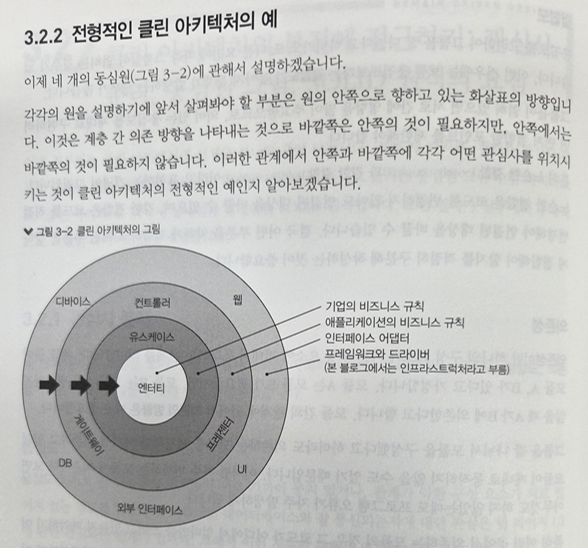 3.2.2 전형적인 클린 아키텍처의 예
이제 네 개의 동심원(그림 3-2)에 관해서 설명하겠습니다.
각각의 원을 설명하기에 앞서 살펴봐야 할 부분은 원의 안쪽으로 향하고 있는 화살표의 방향입니
다. 이것은 계층 간 의존 방향을 나타내는 것으로 바깥쪽은 안쪽의 것이 필요하지만, 안쪽에서는
바깥쪽의 것이 필요하지 않습니다. 이러한 관계에서 안쪽과 바깥쪽에 각각 어떤 관심사를 위치시
키는 것이 클린 아키텍처의 전형적인 예인지 알아보겠습니다.
그림 3-2 클린 아키텍처의 그림
디바이스
컨트롤러
웹
유스케이스
엔터티
게이트웨이
프레젠터
DB
UI
외부 인터페이스
기업의 비즈니스 규칙
애플리케이션의 비즈니스 규칙
인터페이스 어댑터
프레임워크와 드라이버
(본 블로그에서는 인프라스트럭처라고 부름)